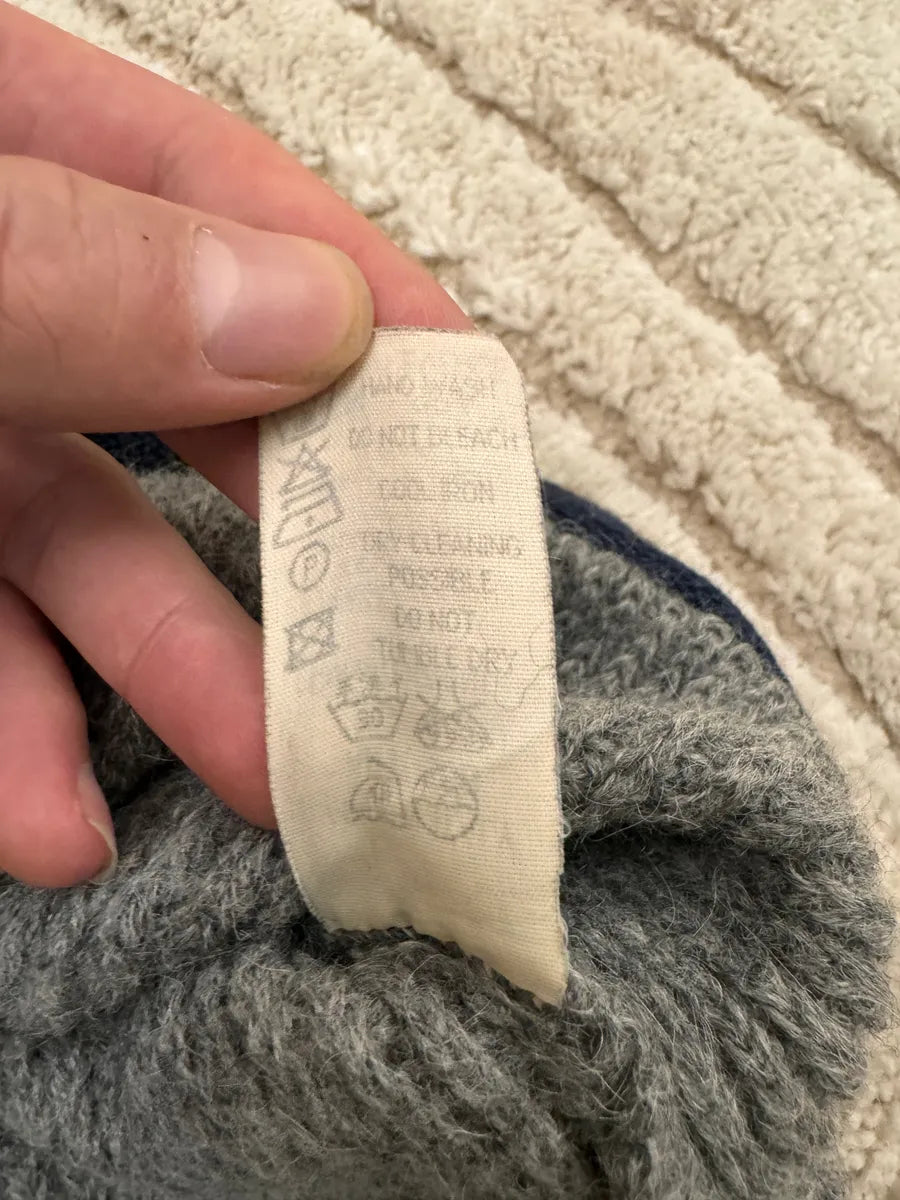 HAND WASH
DO NOT BLEACH
COOL IRON
DRY CLEANING
POSSIBLE
DO NOT
TUMBLE DRY